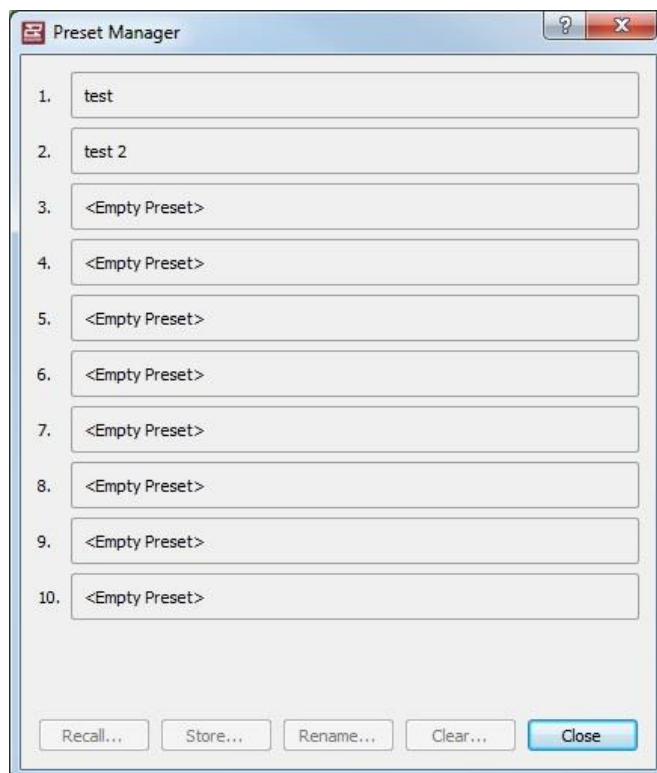 Preset Manager
?
1. test
2. test 2
3. <Empty Preset>
4. <Empty Preset>
5. <Empty Preset>
6. <Empty Preset>
7. <Empty Preset>
8. <Empty Preset>
9. <Empty Preset>
10. <Empty Preset>
Recall... Store... Rename... Clear... Close